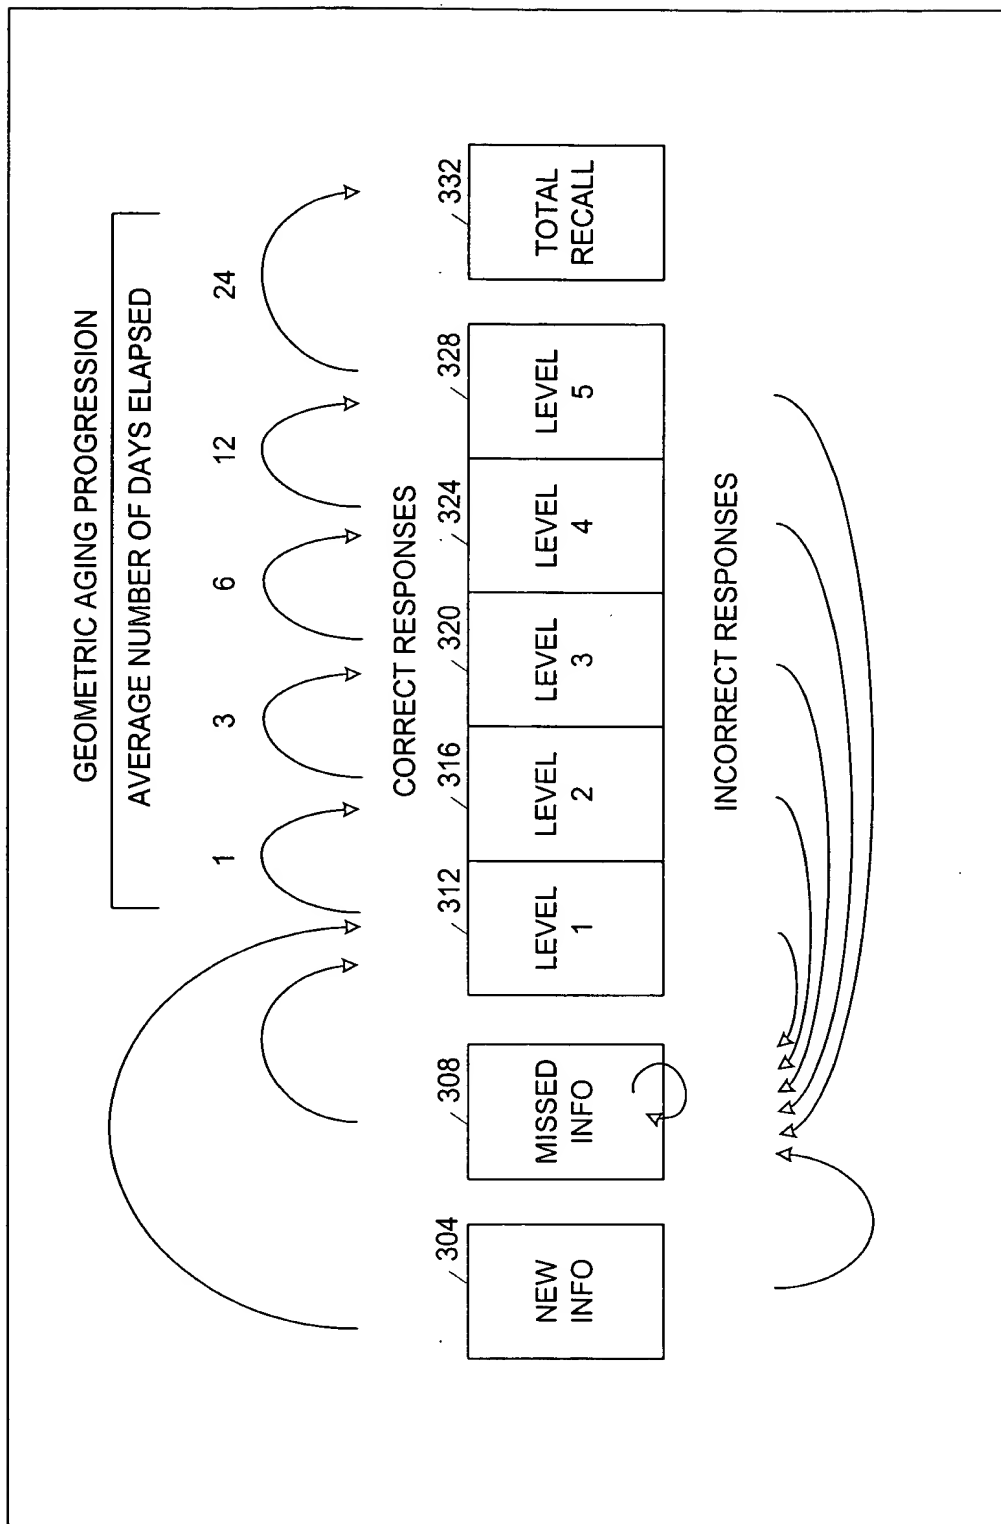 GEOMETRIC AGING PROGRESSION
AVERAGE NUMBER OF DAYS ELAPSED
1
3
6
12
24
CORRECT RESPONSES
304
308
312
316
320
324
328
332
NEW
INFO
MISSED
INFO
LEVEL
1
LEVEL
2
LEVEL
3
LEVEL
4
LEVEL
5
TOTAL
RECALL
INCORRECT RESPONSES